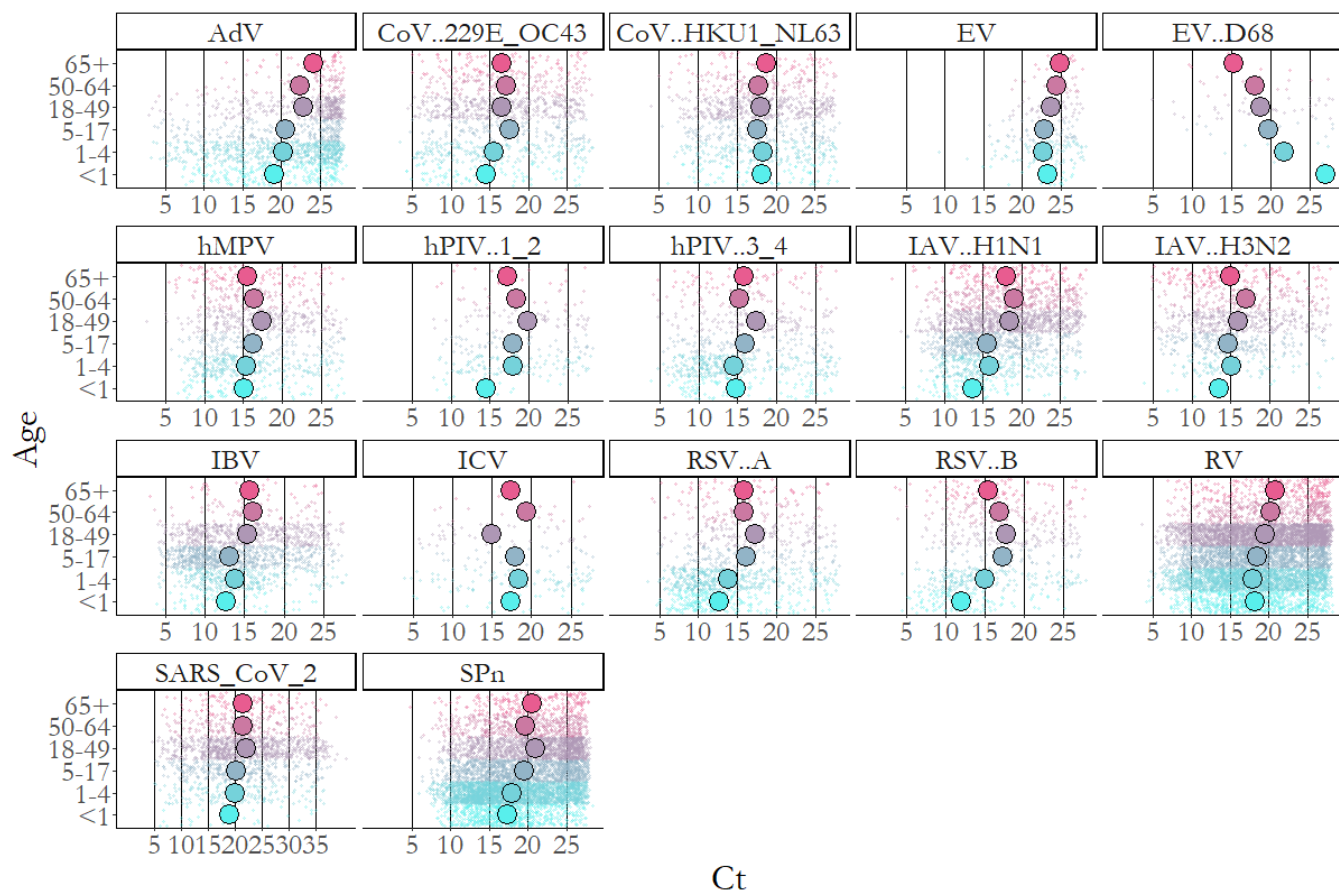 AdV CoV..229E_OC43 CoV..HKU1_NL63 EV EV..D68
65+
50-64
18-49
5-17
1-4
<1
5 10 15 20 25 5 10 15 20 25 5 10 15 20 25 5 10 15 20 25 5 10 15 20 25
hMPV hPIV..1_2 hPIV..3_4 IAV..H1N1 IAV..H3N2
65+
50-64
18-49
5-17
1-4
<1
5 10 15 20 25 5 10 15 20 25 5 10 15 20 25 5 10 15 20 25 5 10 15 20 25
Age
IBV ICV RSV..A RSV..B RV
65+
50-64
18-49
5-17
1-4
<1
5 10 15 20 25 5 10 15 20 25 5 10 15 20 25 5 10 15 20 25 5 10 15 20 25
SARS_CoV_2 SPn
65+
50-64
18-49
5-17
1-4
<1
5 10 15 20 25 30 35 5 10 15 20 25
Ct